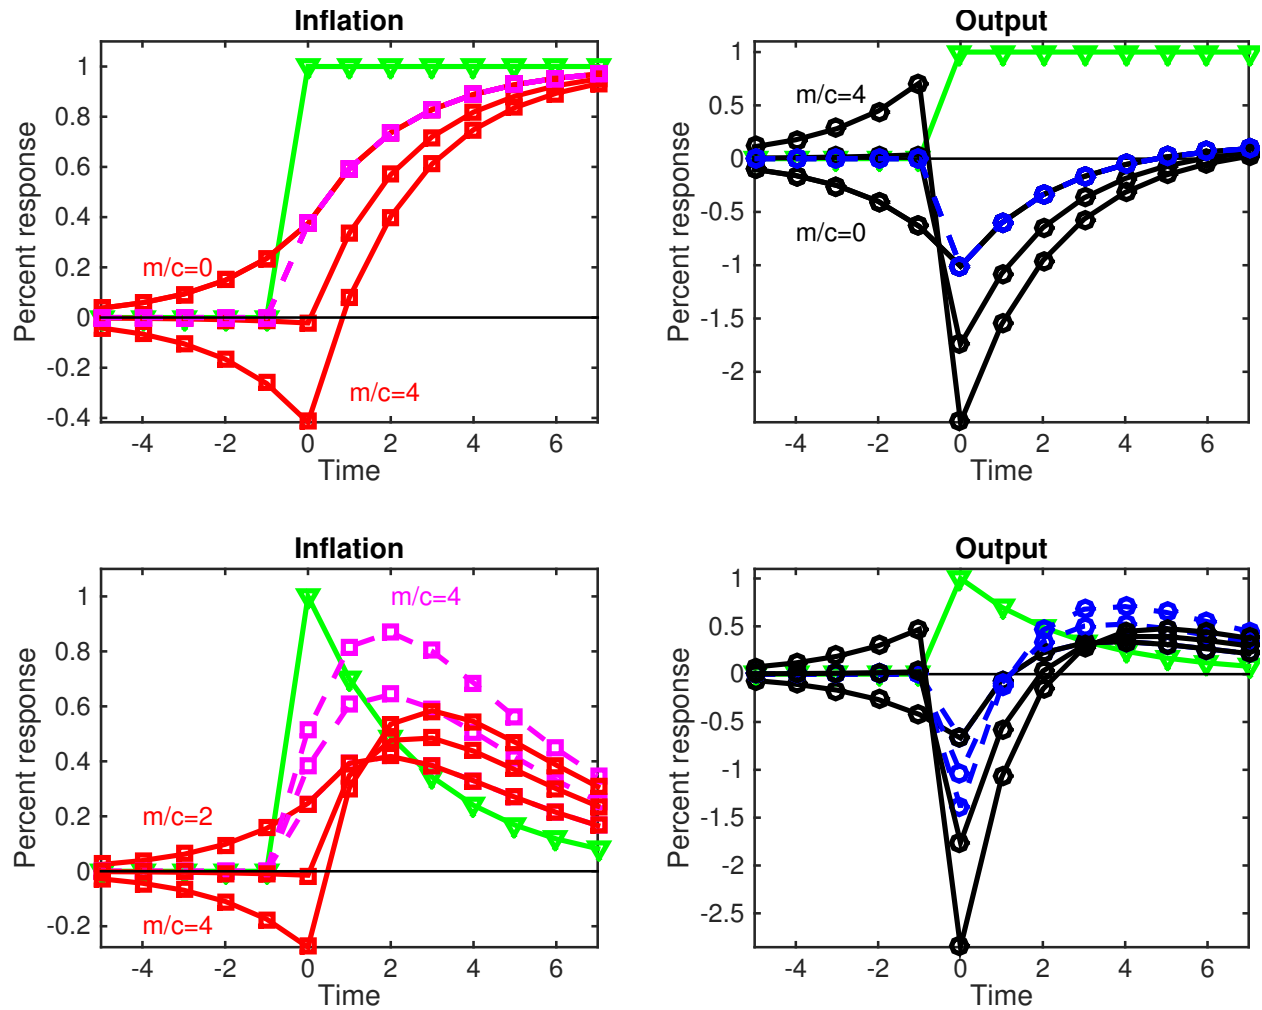 Inflation
Percent response
1
0.8
0.6
0.4
0.2
0
-0.2
-0.4
m/c=0
m/c=4
-4 -2 0 2 4 6
Time
Output
Percent response
1
0.5
0
-0.5
-1
-1.5
-2
m/c=4
m/c=0
-4 -2 0 2 4 6
Time
Inflation
Percent response
1
0.8
0.6
0.4
0.2
0
-0.2
m/c=4
m/c=2
m/c=4
-4 -2 0 2 4 6
Time
Output
Percent response
1
0.5
0
-0.5
-1
-1.5
-2
-2.5
-4 -2 0 2 4 6
Time